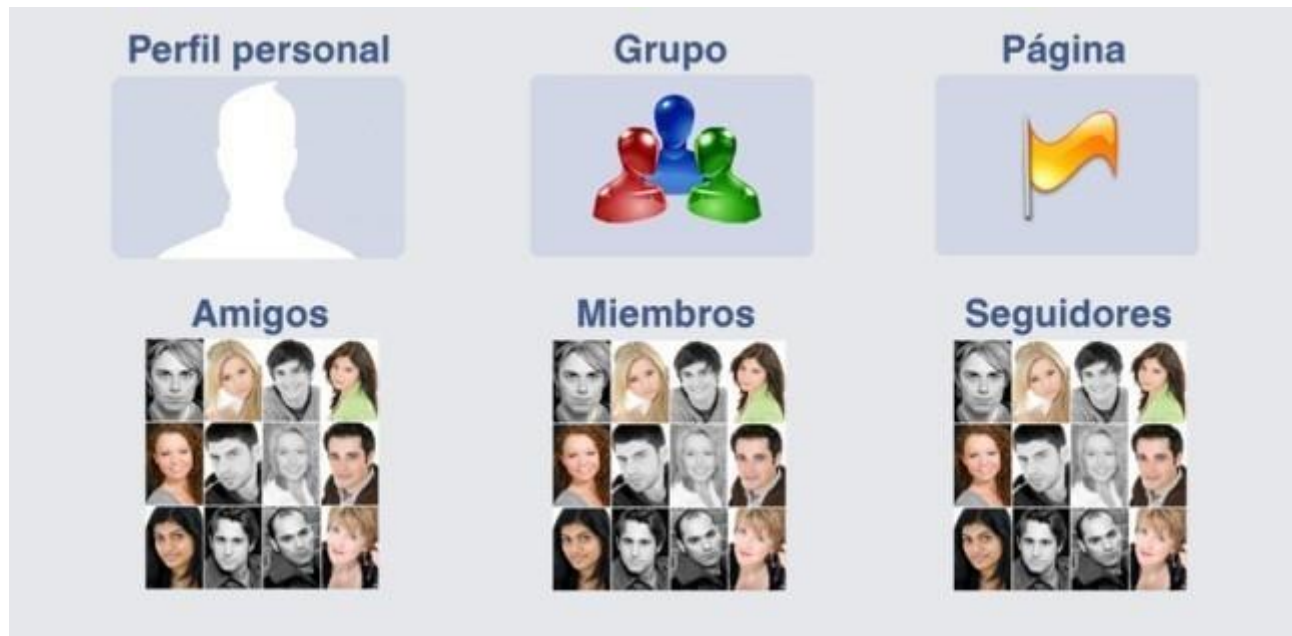 Perfil personal
Grupo
Página
Amigos
Miembros
Seguidores